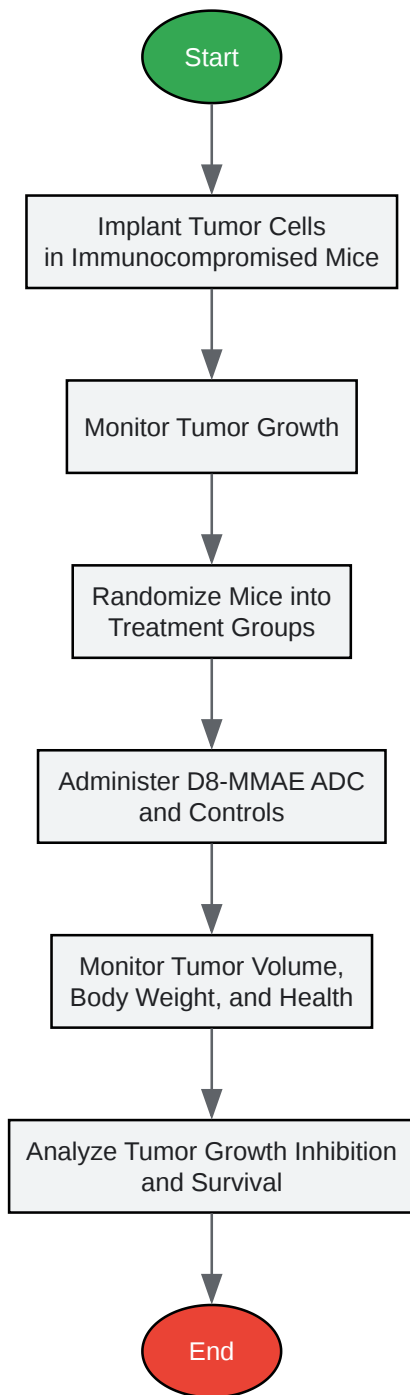 Start
Implant Tumor Cells
in Immunocompromised Mice
Monitor Tumor Growth
Randomize Mice into
Treatment Groups
Administer D8-MMAE ADC
and Controls
Monitor Tumor Volume,
Body Weight, and Health
Analyze Tumor Growth Inhibition
and Survival
End